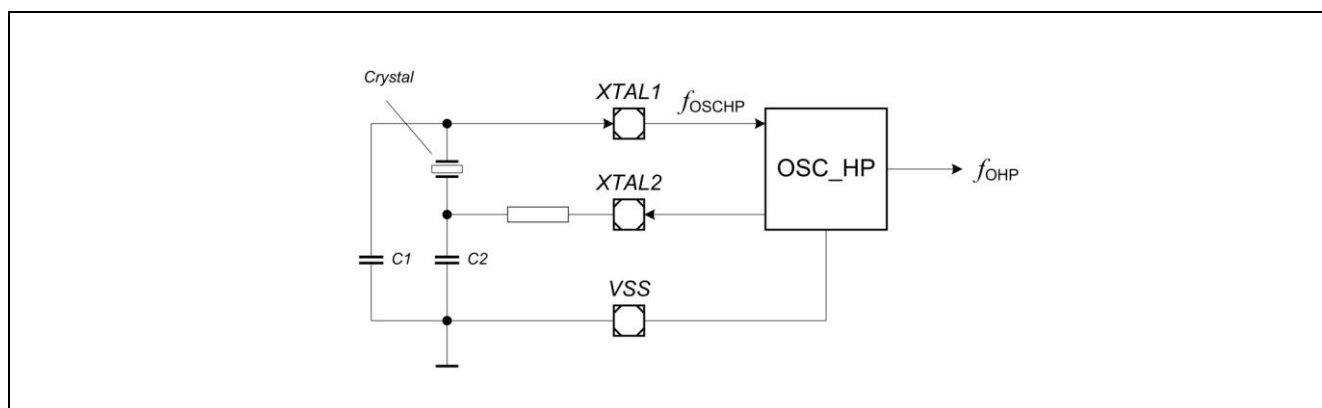 Crystal
XTAL1
fOSCHP
OSC_HP
fOHP
XTAL2
C1
C2
VSS